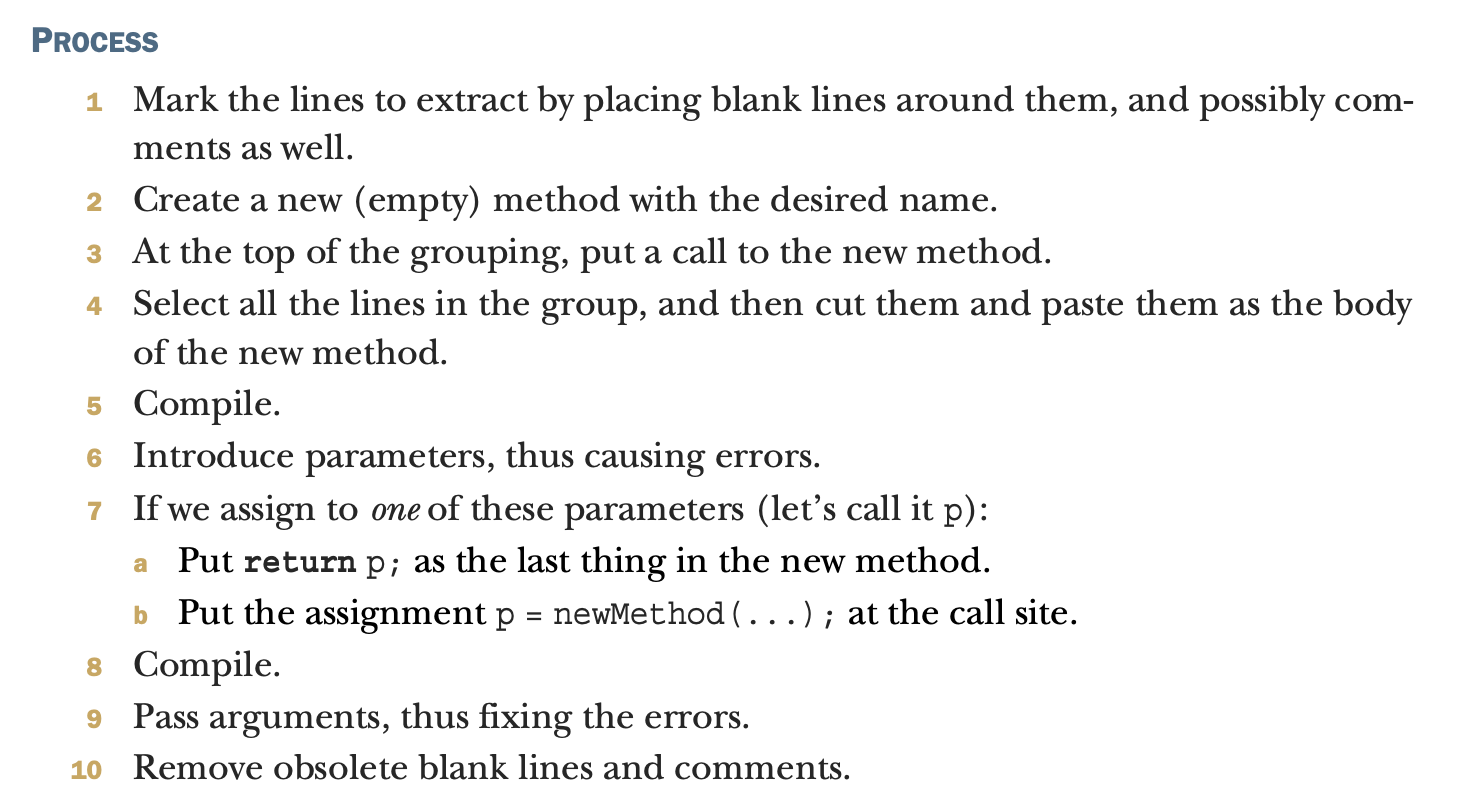 PROCESS
1 Mark the lines to extract by placing blank lines around them, and possibly com-
ments as well.
2 Create a new (empty) method with the desired name.
3 At the top of the grouping, put a call to the new method.
4 Select all the lines in the group, and then cut them and paste them as the body
of the new method.
5 Compile.
6 Introduce parameters, thus causing errors.
7 If we assign to one of these parameters (let’s call it p):
a Put return p; as the last thing in the new method.
b Put the assignment p = newMethod(...); at the call site.
8 Compile.
9 Pass arguments, thus fixing the errors.
10 Remove obsolete blank lines and comments.